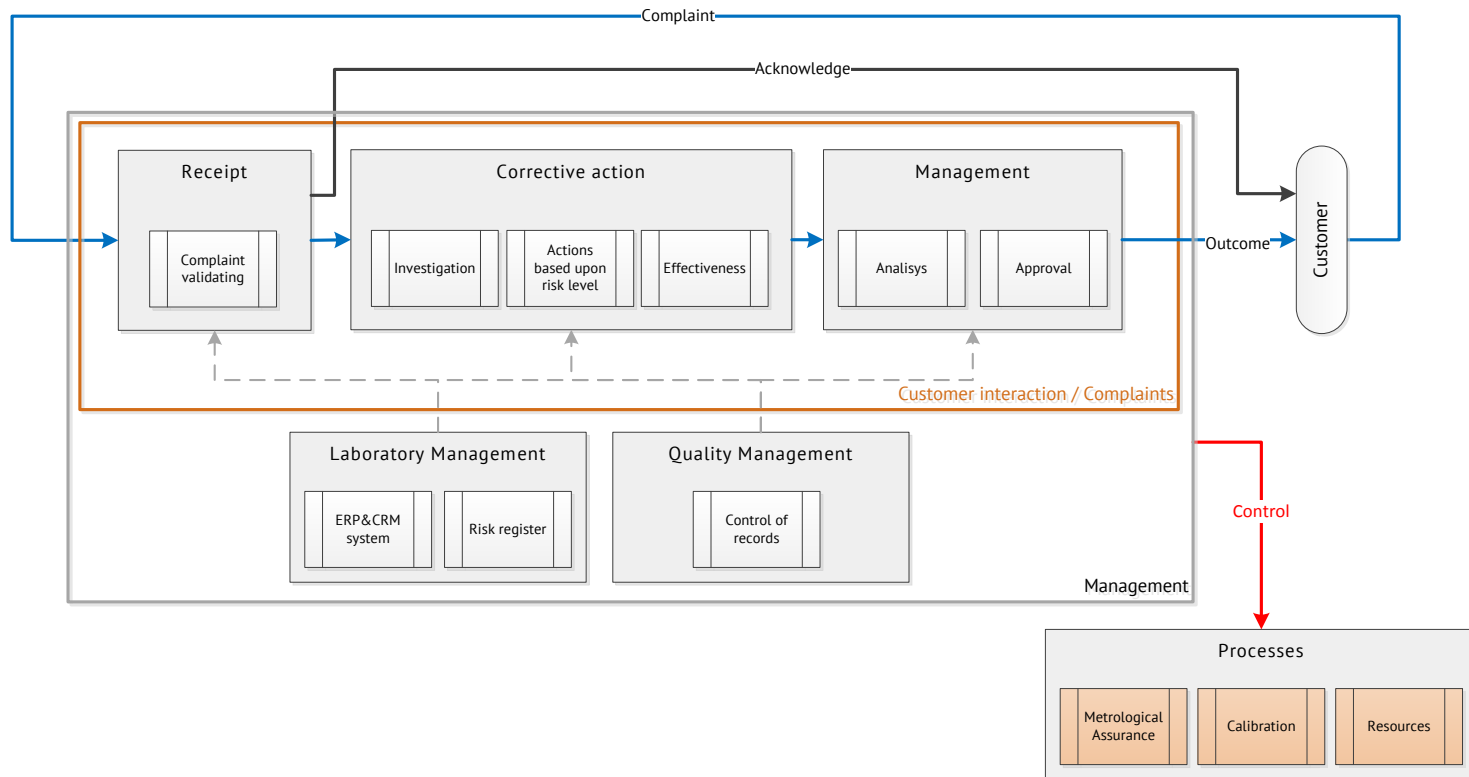 Complaint
Acknowledge
Receipt
Corrective action
Management
Complaint
validating
Investigation
Actions
based upon
risk level
Effectiveness
Analisys
Approval
Outcome
Customer
Customer interaction / Complaints
Laboratory Management
Quality Management
ERP&CRM
system
Risk register
Control of
records
Control
Management
Processes
Metrological
Assurance
Calibration
Resources